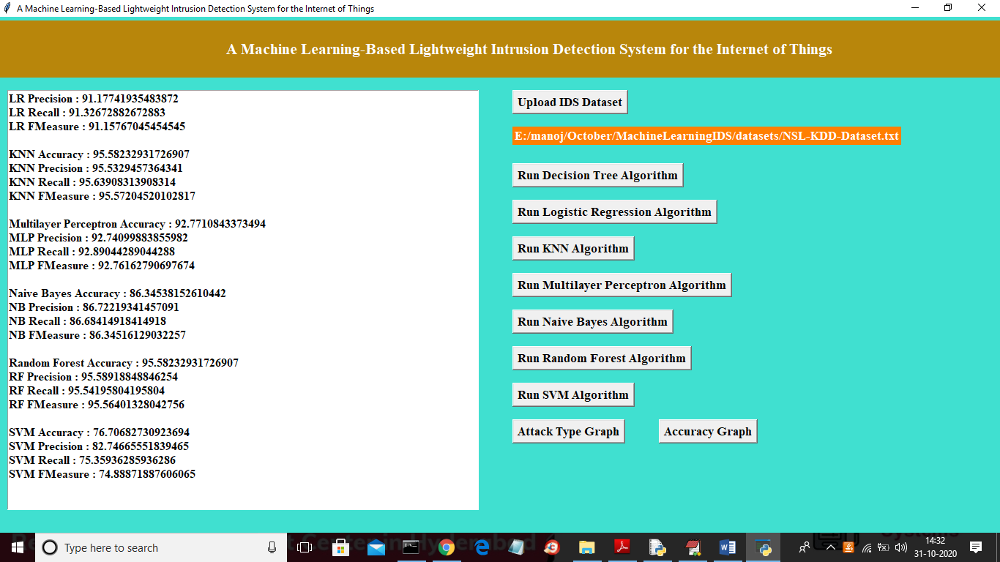 A Machine Learning-Based Lightweight Intrusion Detection System for the Internet of Things
A Machine Learning-Based Lightweight Intrusion Detection System for the Internet of Things
LR Precision : 91.17741935483872
LR Recall : 91.32672882672883
LR FMeasure : 91.15767045454545
KNN Accuracy : 95.58232931726907
KNN Precision : 95.5329457364341
KNN Recall : 95.63908313908314
KNN FMeasure : 95.57204520102817
Multilayer Perceptron Accuracy : 92.7710843373494
MLP Precision : 92.74099883855982
MLP Recall : 92.89044289044288
MLP FMeasure : 92.76162790697674
Naive Bayes Accuracy : 86.34538152610442
NB Precision : 86.72219341457091
NB Recall : 86.68414918414918
NB FMeasure : 86.34516129032257
Random Forest Accuracy : 95.58232931726907
RF Precision : 95.58918848846254
RF Recall : 95.54195804195804
RF FMeasure : 95.56401328042756
SVM Accuracy : 76.70682730923694
SVM Precision : 82.74665551839465
SVM Recall : 75.35936285936286
SVM FMeasure : 74.88871887606065
Upload IDS Dataset
E:/manoj/October/MachineLearningIDS/datasets/NSL-KDD-Dataset.txt
Run Decision Tree Algorithm
Run Logistic Regression Algorithm
Run KNN Algorithm
Run Multilayer Perceptron Algorithm
Run Naive Bayes Algorithm
Run Random Forest Algorithm
Run SVM Algorithm
Attack Type Graph
Accuracy Graph
Type here to search
14:32
31-10-2020